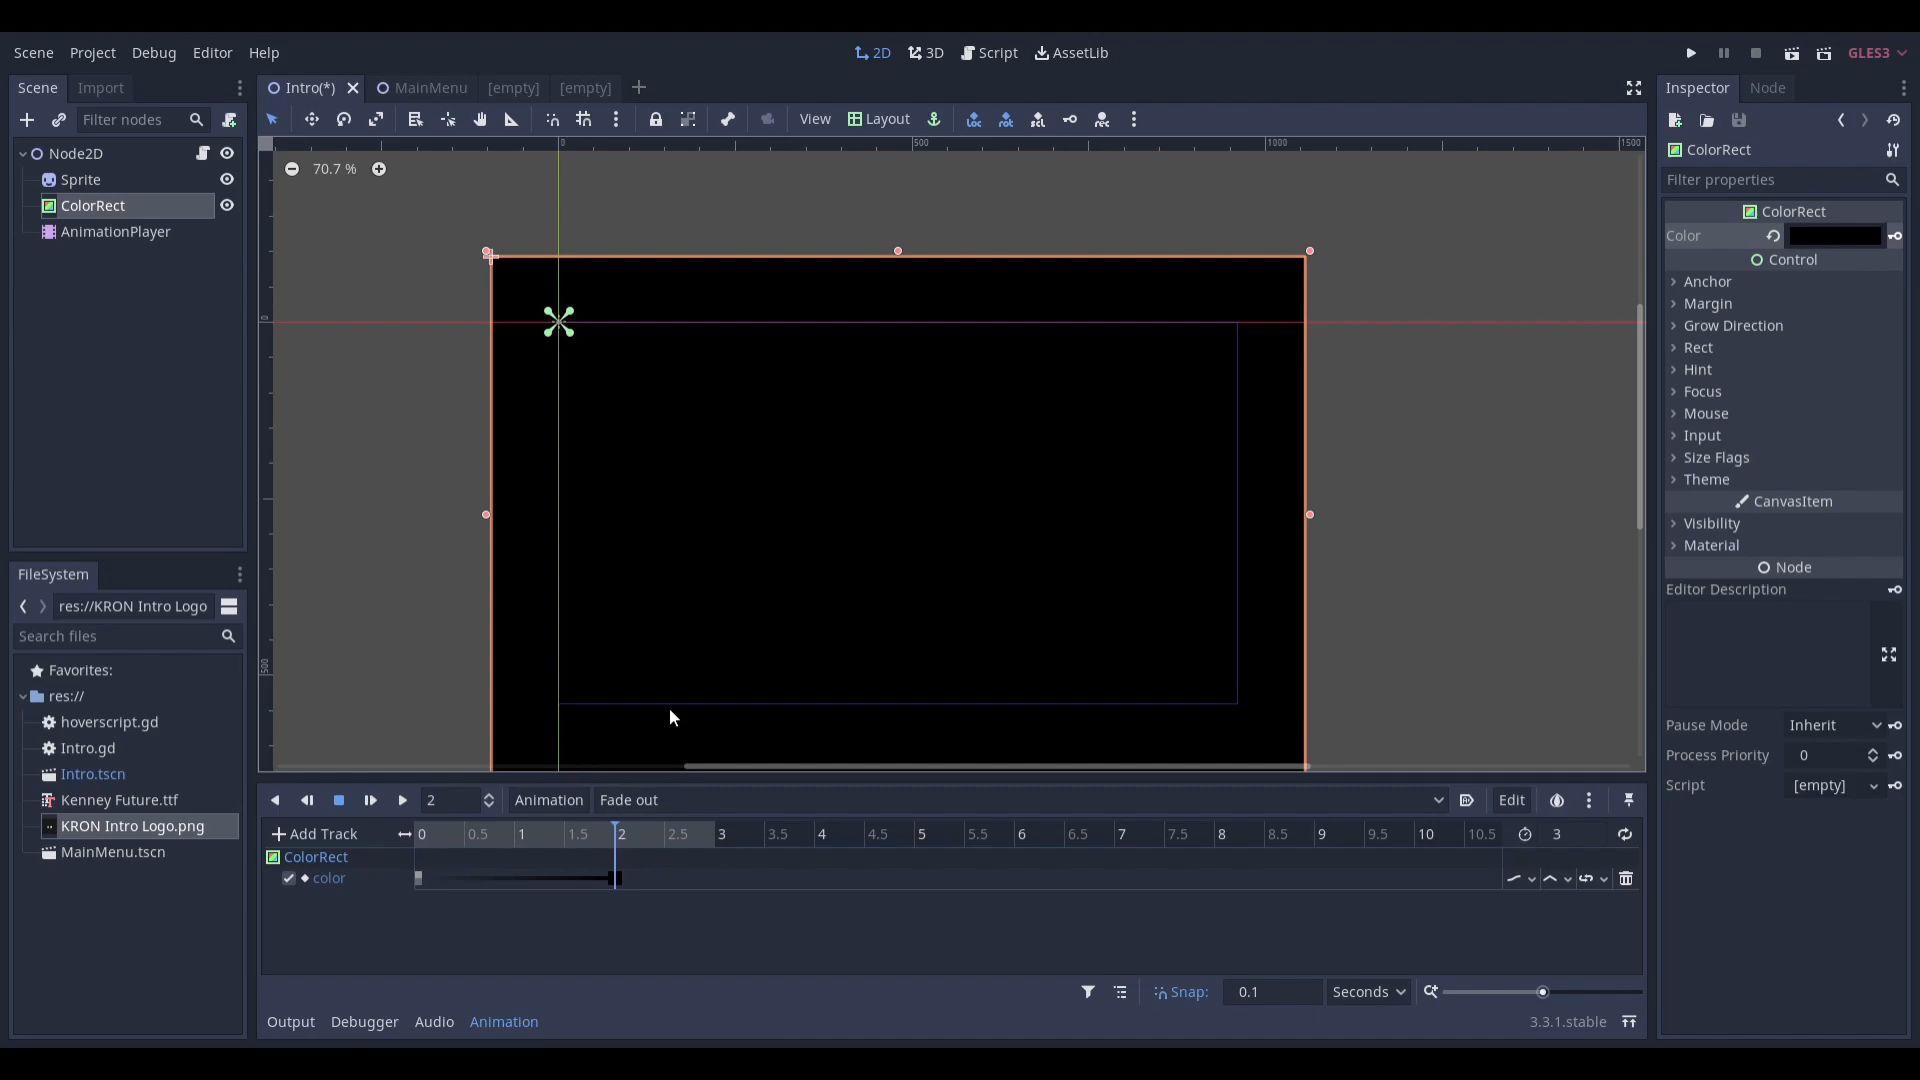 Scene Project Debug Editor Help
2D 3D Script AssetLib
GLES3
Scene Import
Intro(*) MainMenu [empty] [empty]
Inspector Node
Filter nodes
View Layout
ColorRect
Filter properties
Node2D
Sprite
ColorRect
AnimationPlayer
0 500 1000 1500
70.7 %
0
500
ColorRect
Color
Control
Anchor
Margin
Grow Direction
Rect
Hint
Focus
Mouse
Input
Size Flags
Theme
CanvasItem
Visibility
Material
Node
Editor Description
Pause Mode Inherit
Process Priority 0
Script [empty]
FileSystem
res://KRON Intro Logo
Search files
Favorites:
res://
hoverscript.gd
Intro.gd
Intro.tscn
Kenney Future.ttf
KRON Intro Logo.png
MainMenu.tscn
2 Animation Fade out Edit
Add Track 0 0.5 1 1.5 2 2.5 3 3.5 4 4.5 5 5.5 6 6.5 7 7.5 8 8.5 9 9.5 10 10.5 3
ColorRect
color
Snap: 0.1 Seconds
Output Debugger Audio Animation
3.3.1.stable